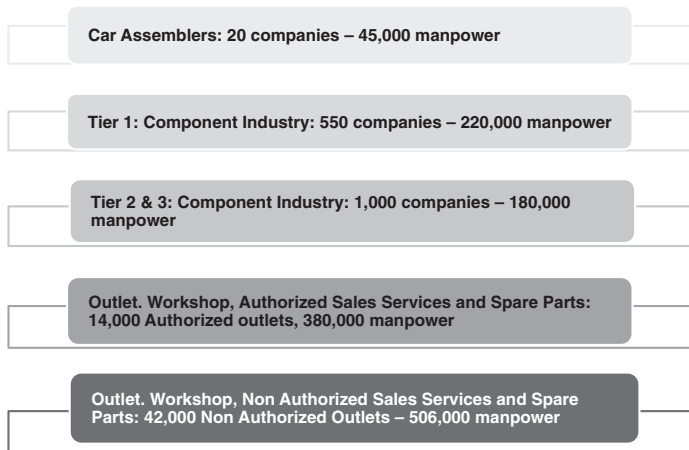 Car Assemblers: 20 companies – 45,000 manpower
Tier 1: Component Industry: 550 companies – 220,000 manpower
Tier 2 & 3: Component Industry: 1,000 companies – 180,000
manpower
Outlet. Workshop, Authorized Sales Services and Spare Parts:
14,000 Authorized outlets, 380,000 manpower
Outlet. Workshop, Non Authorized Sales Services and Spare
Parts: 42,000 Non Authorized Outlets – 506,000 manpower